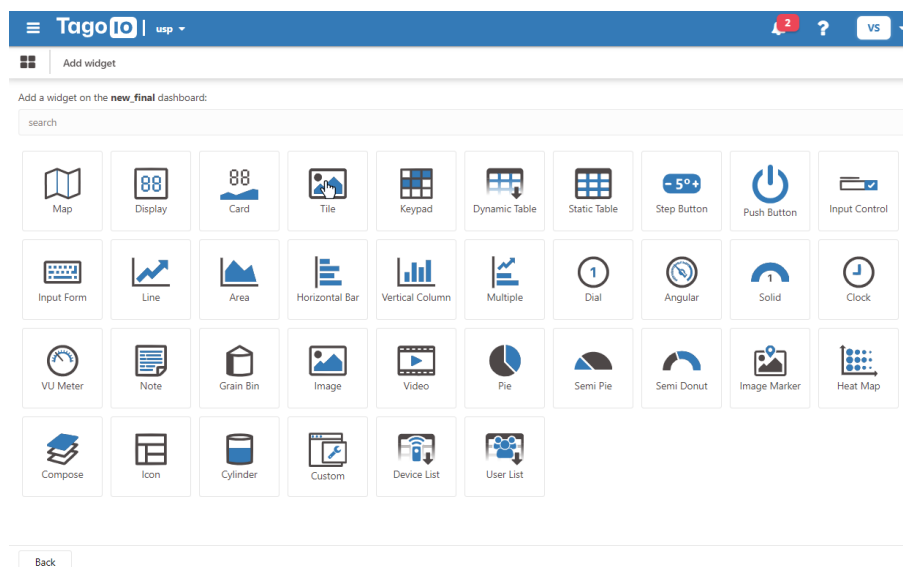 Tago IO usp
2
?
VS
Add widget
Add a widget on the new_final dashboard:
search
88 88 - 5º+
Map Display Card Tile Keypad Dynamic Table Static Table Step Button Push Button Input Control
1 1
Input Form Line Area Horizontal Bar Vertical Column Multiple Dial Angular Solid Clock
VU Meter Note Grain Bin Image Video Pie Semi Pie Semi Donut Image Marker Heat Map
Compose Icon Cylinder Custom Device List User List
Back